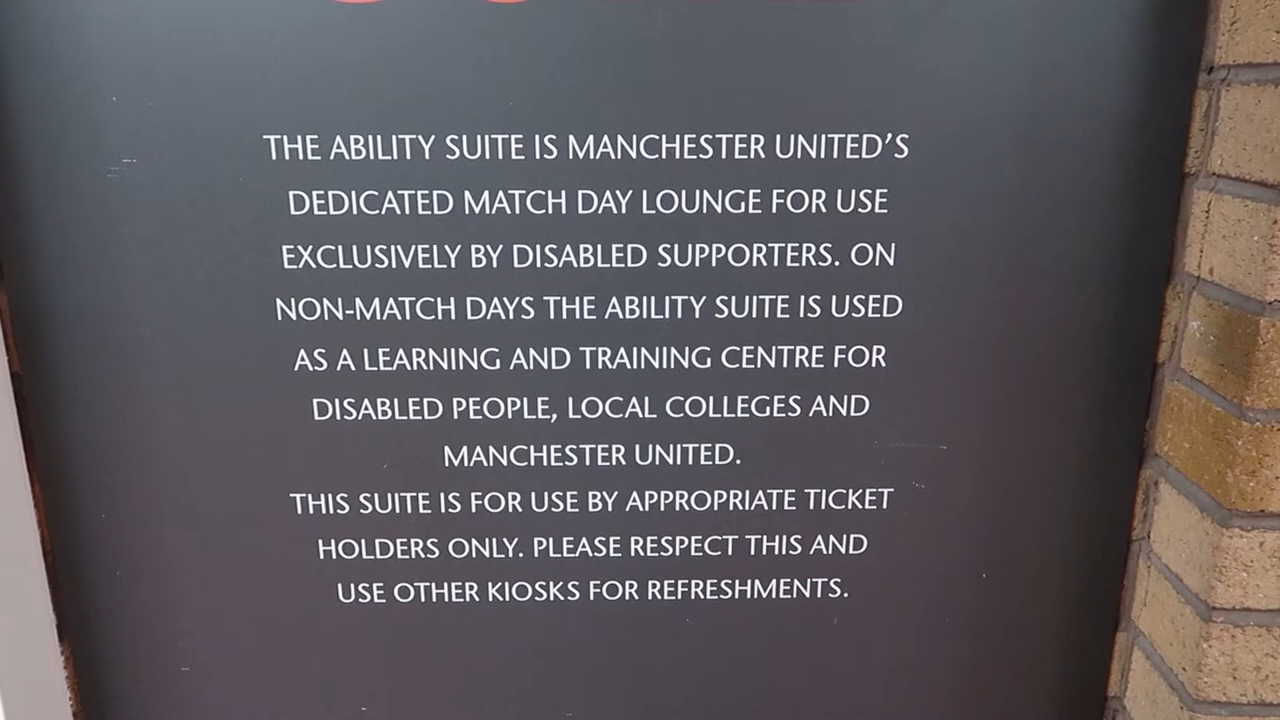 THE ABILITY SUITE IS MANCHESTER UNITED'S
DEDICATED MATCH DAY LOUNGE FOR USE
EXCLUSIVELY BY DISABLED SUPPORTERS. ON
NON-MATCH DAYS THE ABILITY SUITE IS USED
AS A LEARNING AND TRAINING CENTRE FOR
DISABLED PEOPLE, LOCAL COLLEGES AND
MANCHESTER UNITED.
THIS SUITE IS FOR USE BY APPROPRIATE TICKET
HOLDERS ONLY. PLEASE RESPECT THIS AND
USE OTHER KIOSKS FOR REFRESHMENTS.